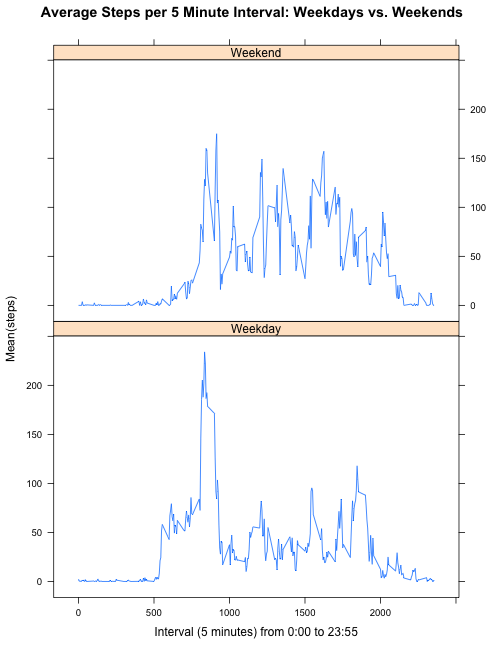 Average Steps per 5 Minute Interval: Weekdays vs. Weekends
Weekend
200
150
100
50
0
Weekday
200
150
100
50
0
Mean(steps)
0 500 1000 1500 2000
Interval (5 minutes) from 0:00 to 23:55